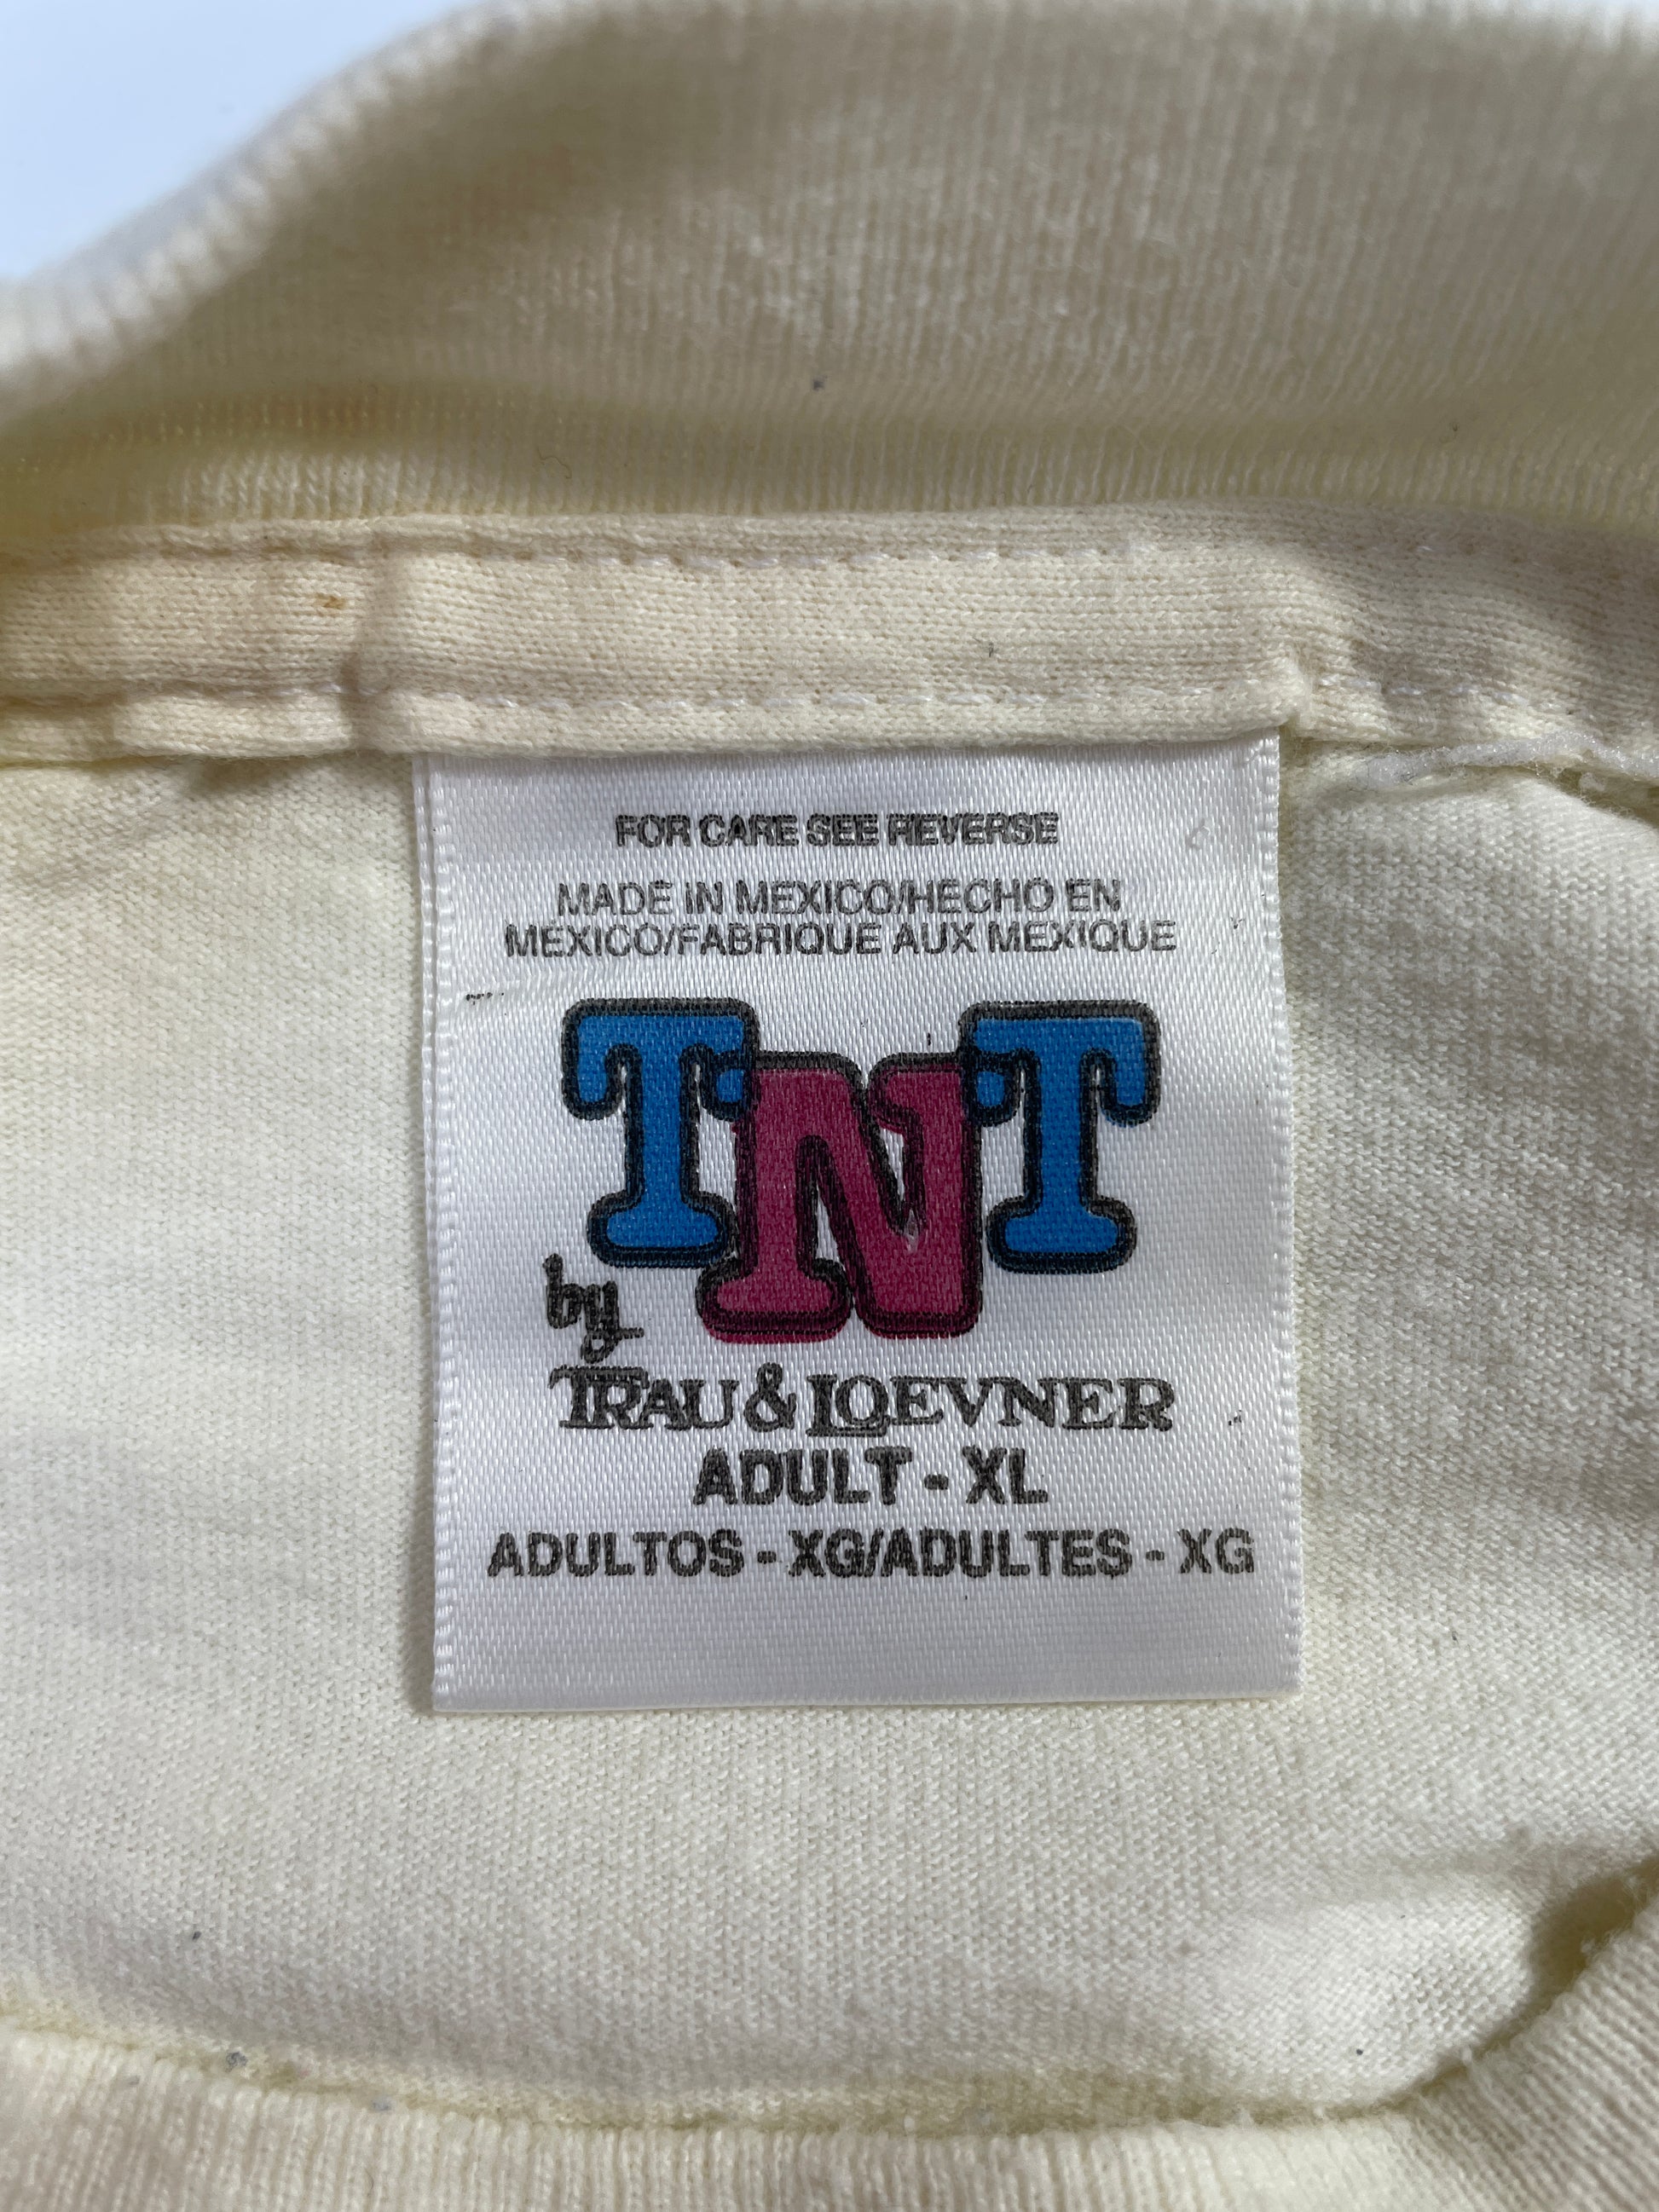 FOR CARE SEE REVERSE
MADE IN MEXICO/HECHO EN
MEXICO/FABRIQUE AUX MEXIQUE
TNT
by
TRAU & LOEVNER
ADULT - XL
ADULTOS - XG/ADULTES - XG